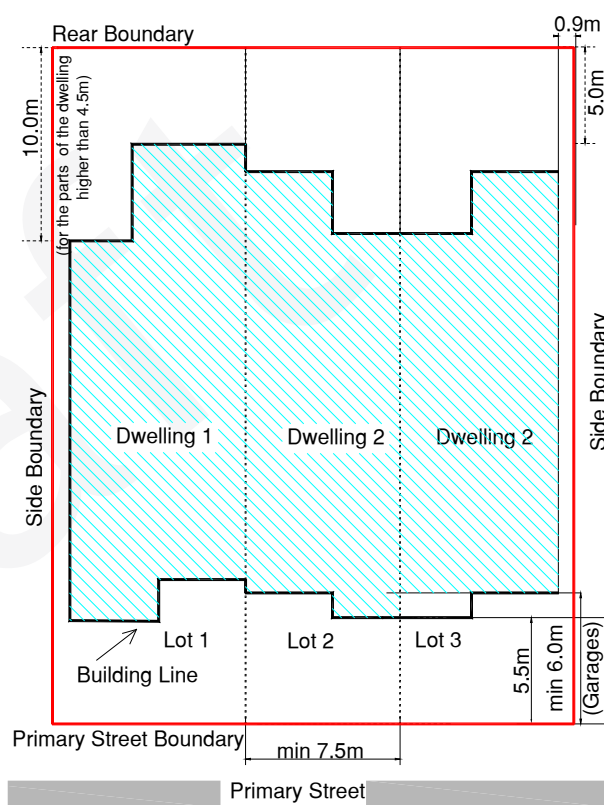 Rear Boundary
0.9m
10.0m
(for the parts of the dwelling
higher than 4.5m)
5.0m
Side Boundary
Side Boundary
Dwelling 1
Dwelling 2
Dwelling 2
Lot 1
Lot 2
Lot 3
Building Line
5.5m
min 6.0m
(Garages)
Primary Street Boundary
min 7.5m
Primary Street